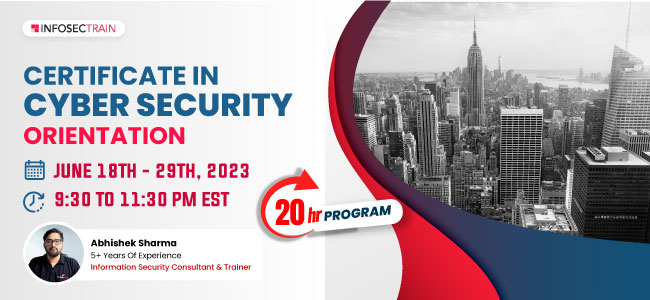 INFOSECTRAIN
CERTIFICATE IN
CYBER SECURITY
ORIENTATION
JUNE 18TH - 29TH, 2023
9:30 TO 11:30 PM EST
20 hr PROGRAM
Abhishek Sharma
5+ Years Of Experience
Information Security Consultant & Trainer